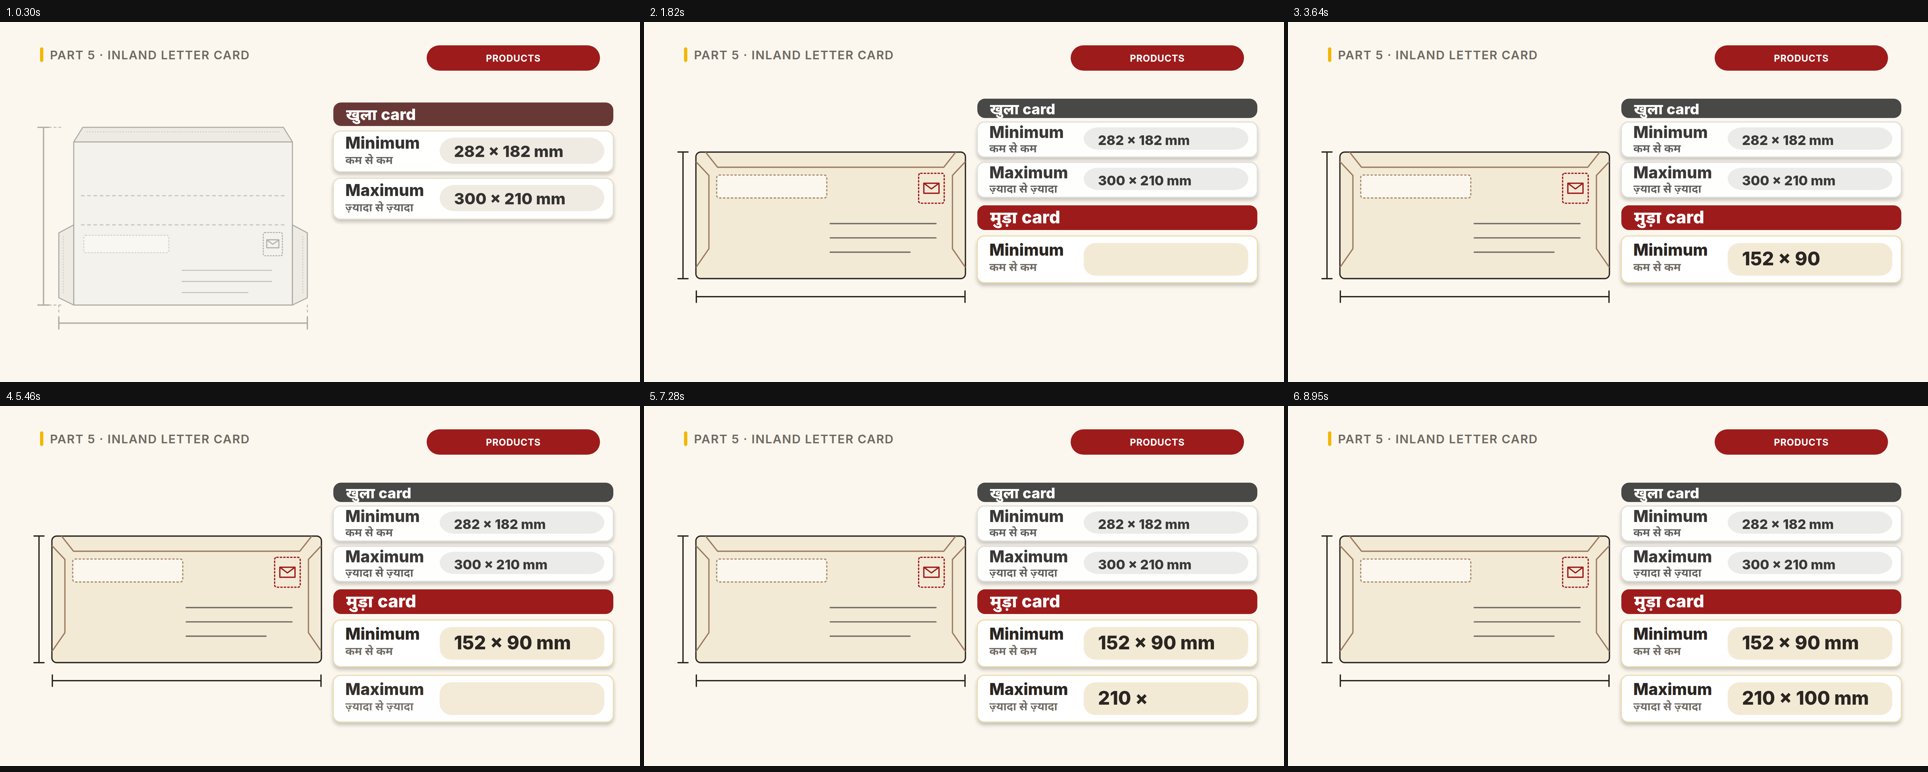 1. 0.30s
PART 5 · INLAND LETTER CARD
PRODUCTS
खुला card
Minimum
कम से कम
282 × 182 mm
Maximum
ज़्यादा से ज़्यादा
300 × 210 mm
2. 1.82s
PART 5 · INLAND LETTER CARD
PRODUCTS
खुला card
Minimum
कम से कम
282 × 182 mm
Maximum
ज़्यादा से ज़्यादा
300 × 210 mm
मुड़ा card
Minimum
कम से कम
3. 3.64s
PART 5 · INLAND LETTER CARD
PRODUCTS
खुला card
Minimum
कम से कम
282 × 182 mm
Maximum
ज़्यादा से ज़्यादा
300 × 210 mm
मुड़ा card
Minimum
कम से कम
152 × 90
4. 5.46s
PART 5 · INLAND LETTER CARD
PRODUCTS
खुला card
Minimum
कम से कम
282 × 182 mm
Maximum
ज़्यादा से ज़्यादा
300 × 210 mm
मुड़ा card
Minimum
कम से कम
152 × 90 mm
Maximum
ज़्यादा से ज़्यादा
5. 7.28s
PART 5 · INLAND LETTER CARD
PRODUCTS
खुला card
Minimum
कम से कम
282 × 182 mm
Maximum
ज़्यादा से ज़्यादा
300 × 210 mm
मुड़ा card
Minimum
कम से कम
152 × 90 mm
Maximum
ज़्यादा से ज़्यादा
210 ×
6. 8.95s
PART 5 · INLAND LETTER CARD
PRODUCTS
खुला card
Minimum
कम से कम
282 × 182 mm
Maximum
ज़्यादा से ज़्यादा
300 × 210 mm
मुड़ा card
Minimum
कम से कम
152 × 90 mm
Maximum
ज़्यादा से ज़्यादा
210 × 100 mm